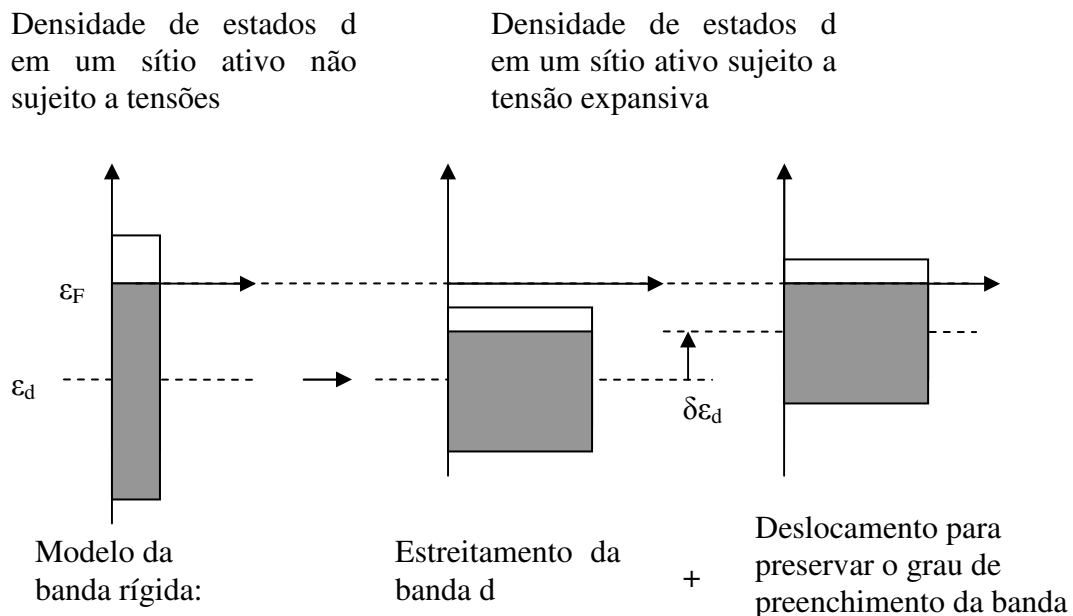 Densidade de estados d
em um sítio ativo não
sujeito a tensões
Densidade de estados d
em um sítio ativo sujeito a
tensão expansiva
εF
εd
δεd
Modelo da
banda rígida:
Estreitamento da
banda d
+
Deslocamento para
preservar o grau de
preenchimento da banda